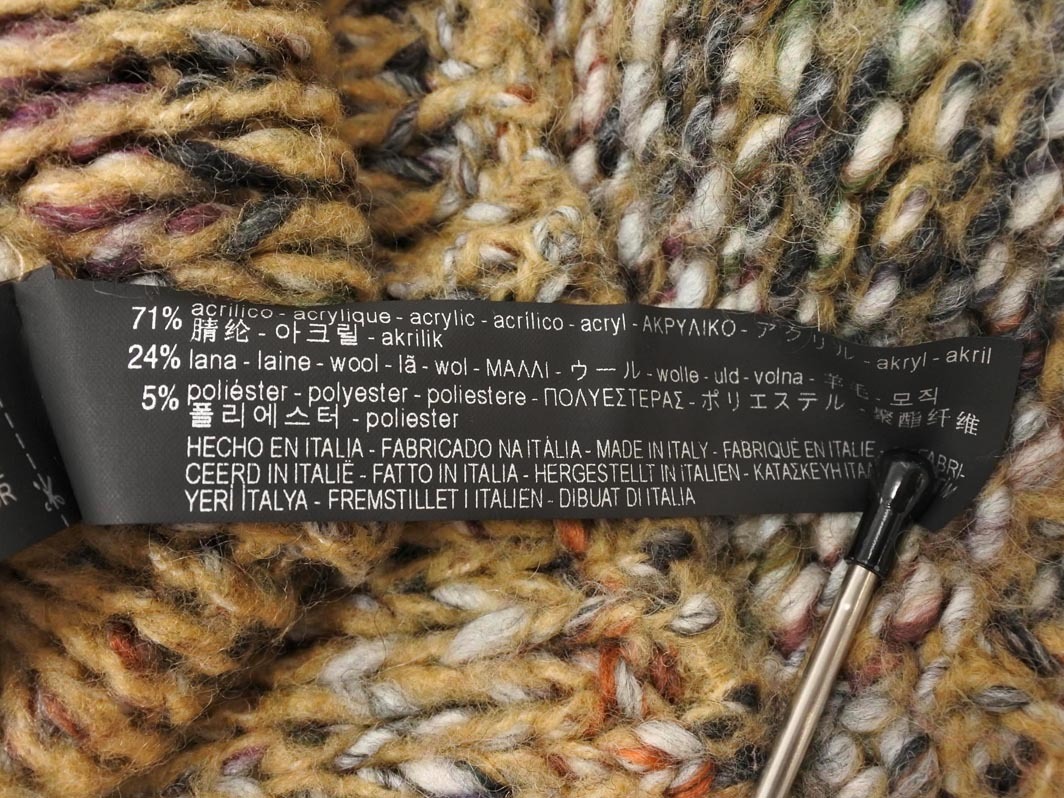 71% acrílico - acrylique - acrylic - acrílico - acryl - ΑΚΡΥΛΙΚΟ - アクリル - akryl - akril
腈纶 - 아크릴 - akrilik
24% lana - laine - wool - lã - wol - ΜΑΛΛΙ - ウール - wolle - uld - volna - 羊毛 - 모직
5% poliéster - polyester - poliestere - ΠΟΛΥΕΣΤΕΡΑΣ - ポリエステル - 聚酯纤维
폴리에스터 - poliester
HECHO EN ITALIA - FABRICADO NA ITÁLIA - MADE IN ITALY - FABRIQUÉ EN ITALIE FABRI-
CEERD IN ITALIË - FATTO IN ITALIA - HERGESTELLT IN ITALIEN - ΚΑΤΑΣΚΕΥΗ
YERİ İTALYA - FREMSTILLET I ITALIEN - DIBUAT DI ITALIA